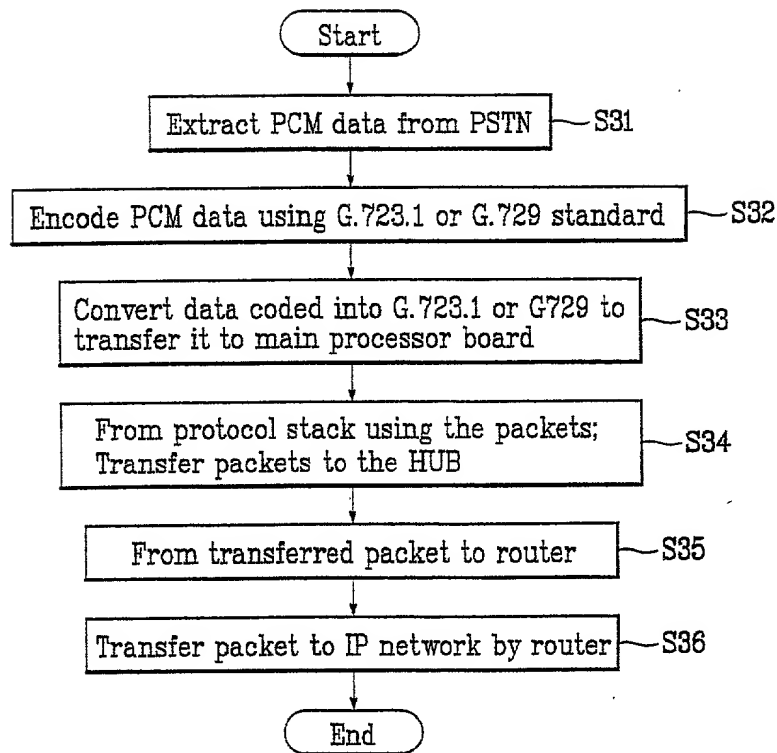 Start
Extract PCM data from PSTN
S31
Encode PCM data using G.723.1 or G.729 standard
S32
Convert data coded into G.723.1 or G729 to
transfer it to main processor board
S33
From protocol stack using the packets;
Transfer packets to the HUB
S34
From transferred packet to router
S35
Transfer packet to IP network by router
S36
End